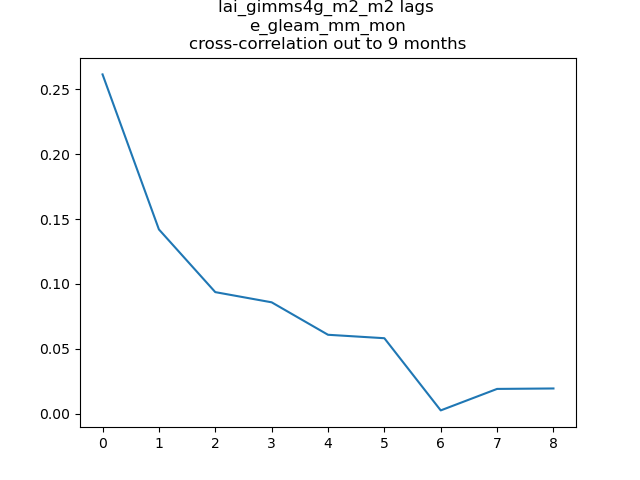 lai_gimms4g_m2_m2 lags
e_gleam_mm_mon
cross-correlation out to 9 months
0.25
0.20
0.15
0.10
0.05
0.00
0 1 2 3 4 5 6 7 8